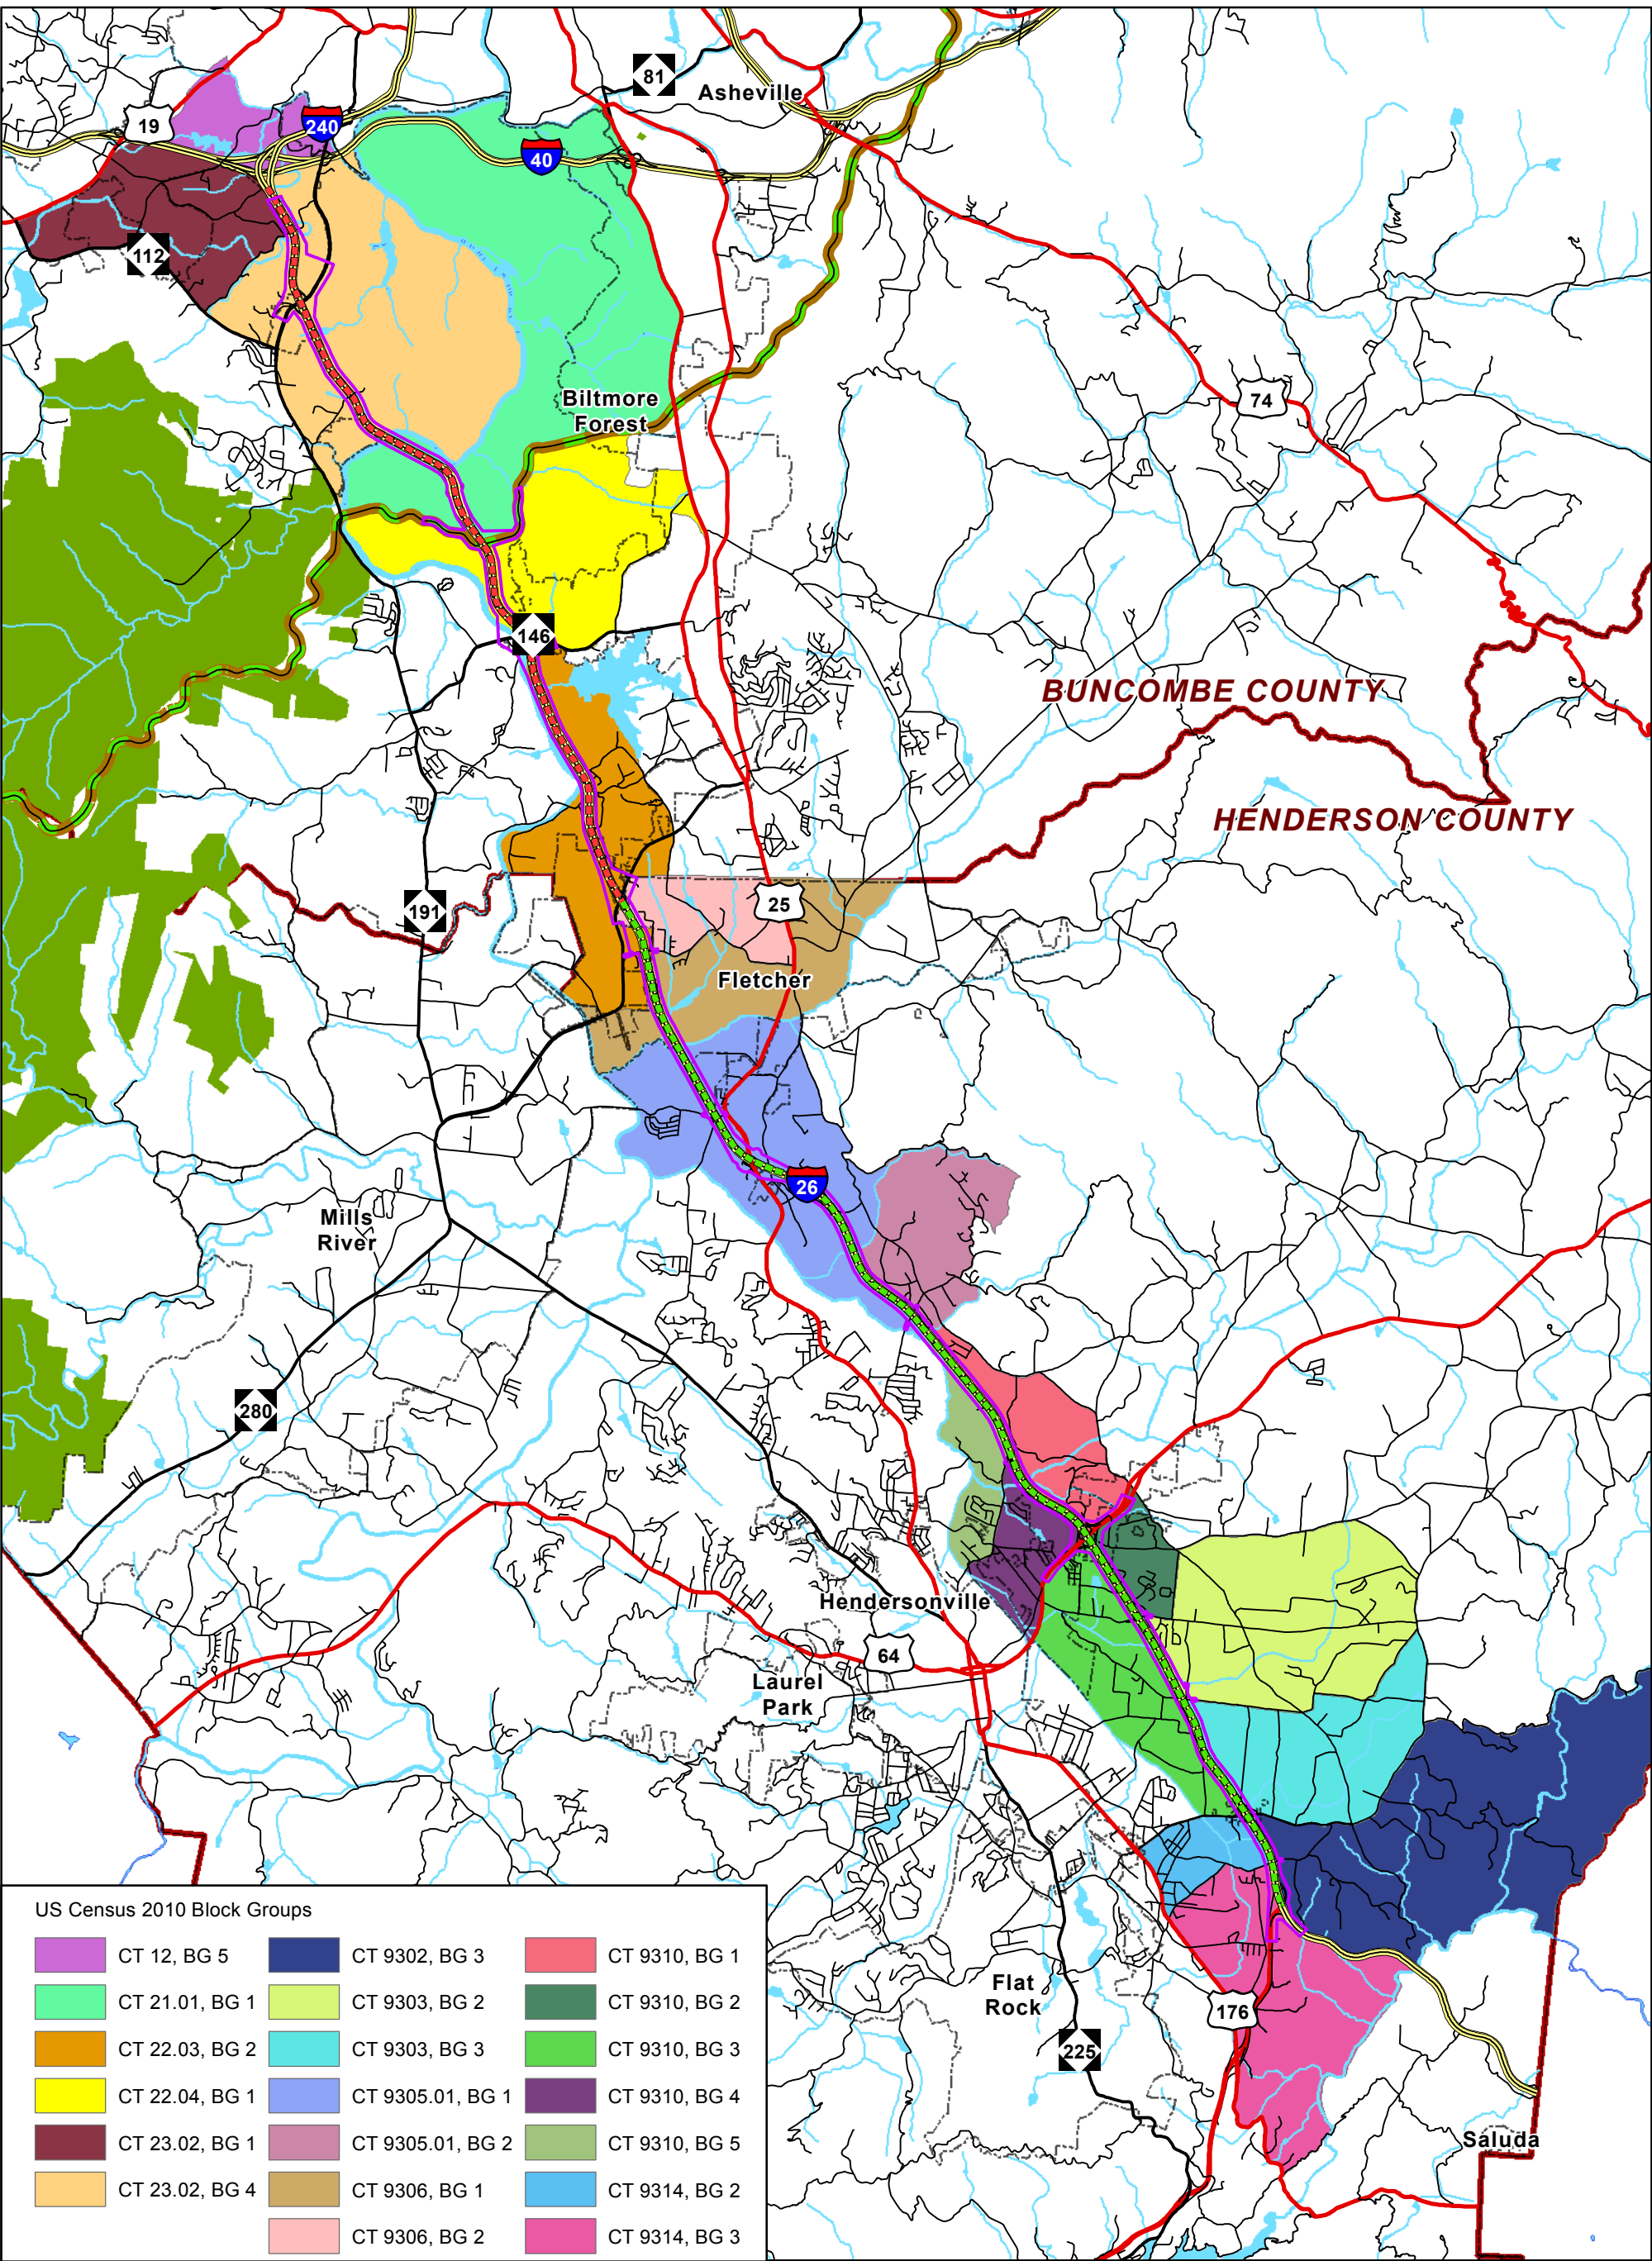 81
Asheville
19
240
40
112
Biltmore
Forest
74
146
BUNCOMBE COUNTY
HENDERSON COUNTY
191
25
Fletcher
26
Mills
River
280
Hendersonville
64
Laurel
Park
Flat
Rock
176
225
Saluda
US Census 2010 Block Groups
CT 12, BG 5
CT 21.01, BG 1
CT 22.03, BG 2
CT 22.04, BG 1
CT 23.02, BG 1
CT 23.02, BG 4
CT 9302, BG 3
CT 9303, BG 2
CT 9303, BG 3
CT 9305.01, BG 1
CT 9305.01, BG 2
CT 9306, BG 1
CT 9306, BG 2
CT 9310, BG 1
CT 9310, BG 2
CT 9310, BG 3
CT 9310, BG 4
CT 9310, BG 5
CT 9314, BG 2
CT 9314, BG 3